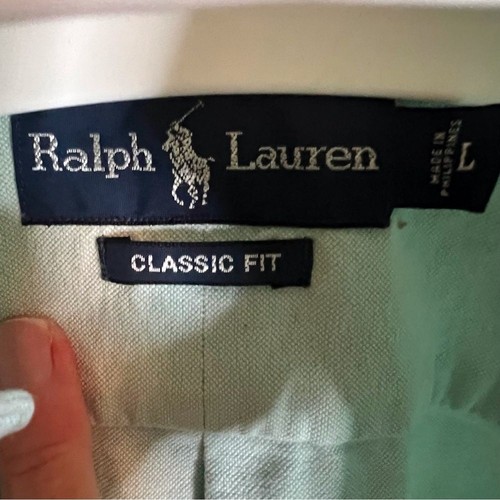 Ralph Lauren
MADE IN
PHILIPPINES
L
CLASSIC FIT